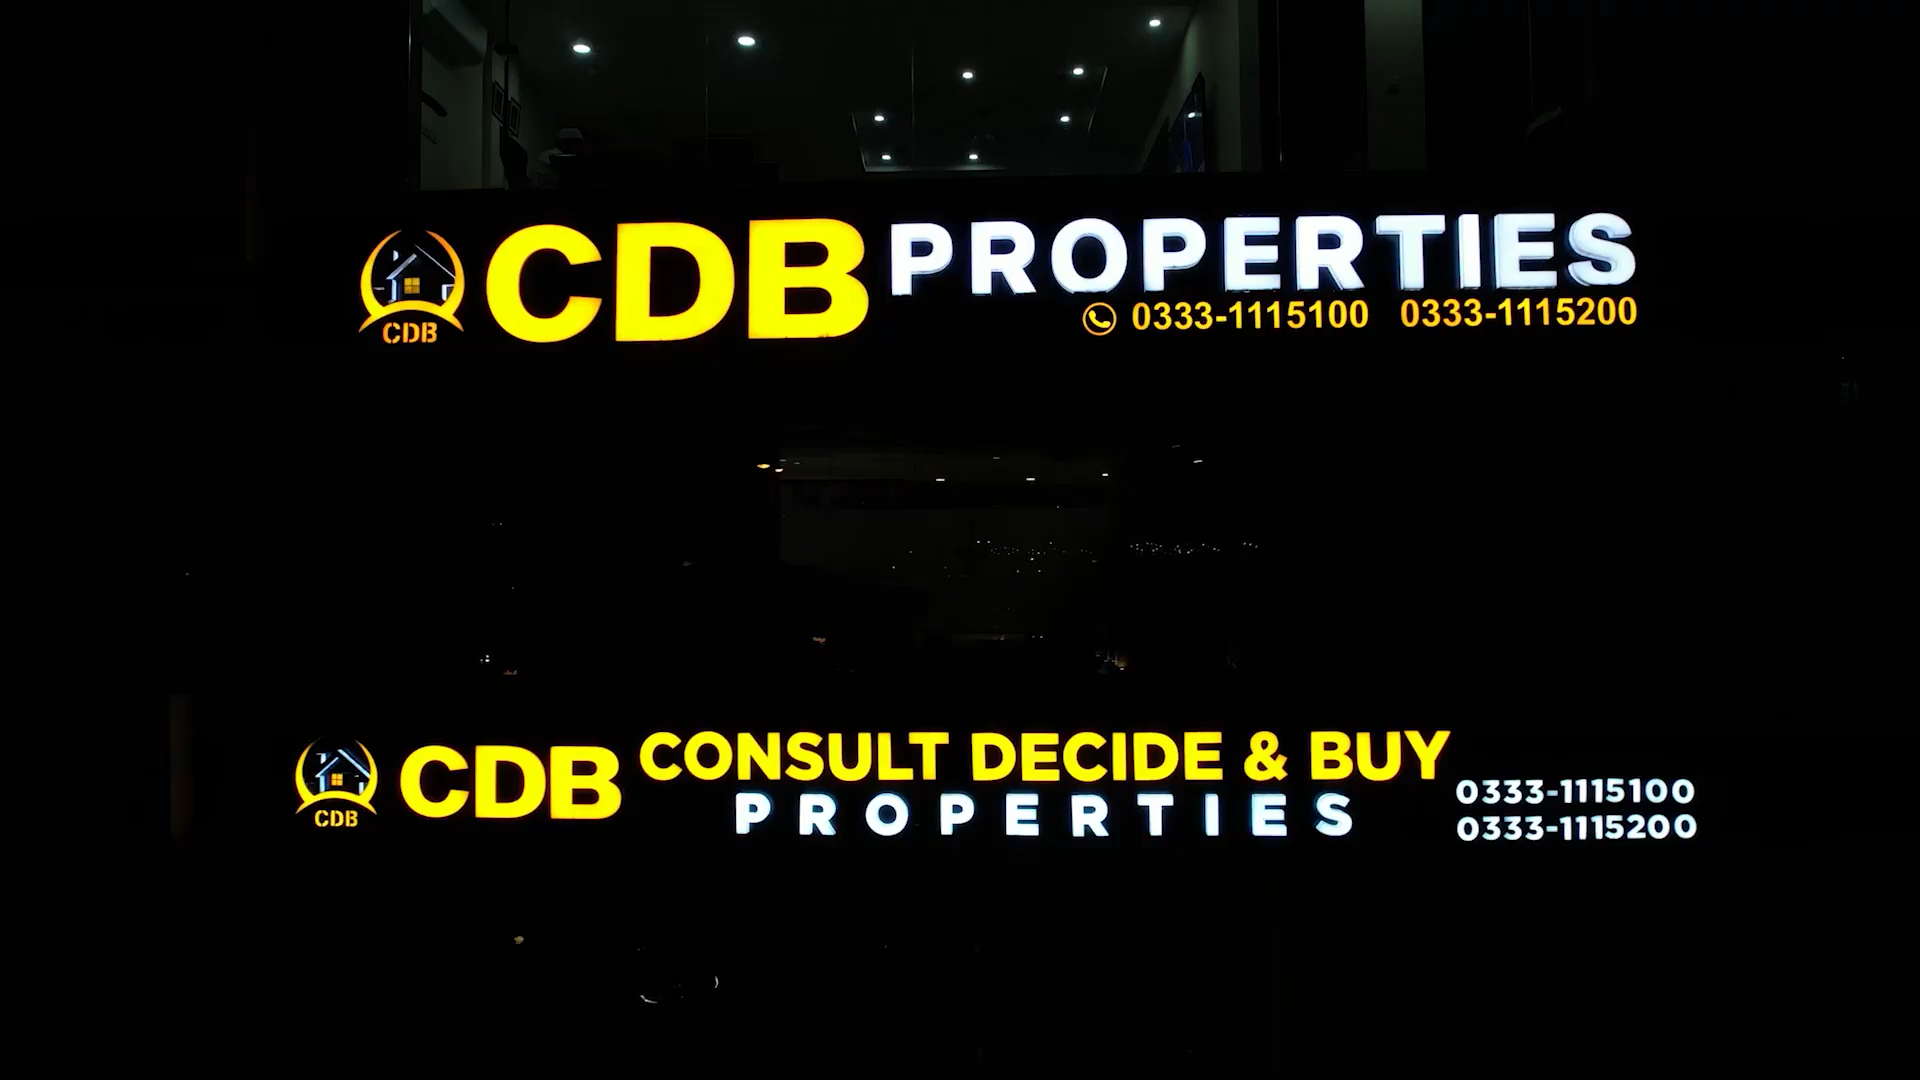 CDB PROPERTIES
CDB
0333-1115100 0333-1115200
CDB CONSULT DECIDE & BUY
PROPERTIES
CDB
0333-1115100
0333-1115200